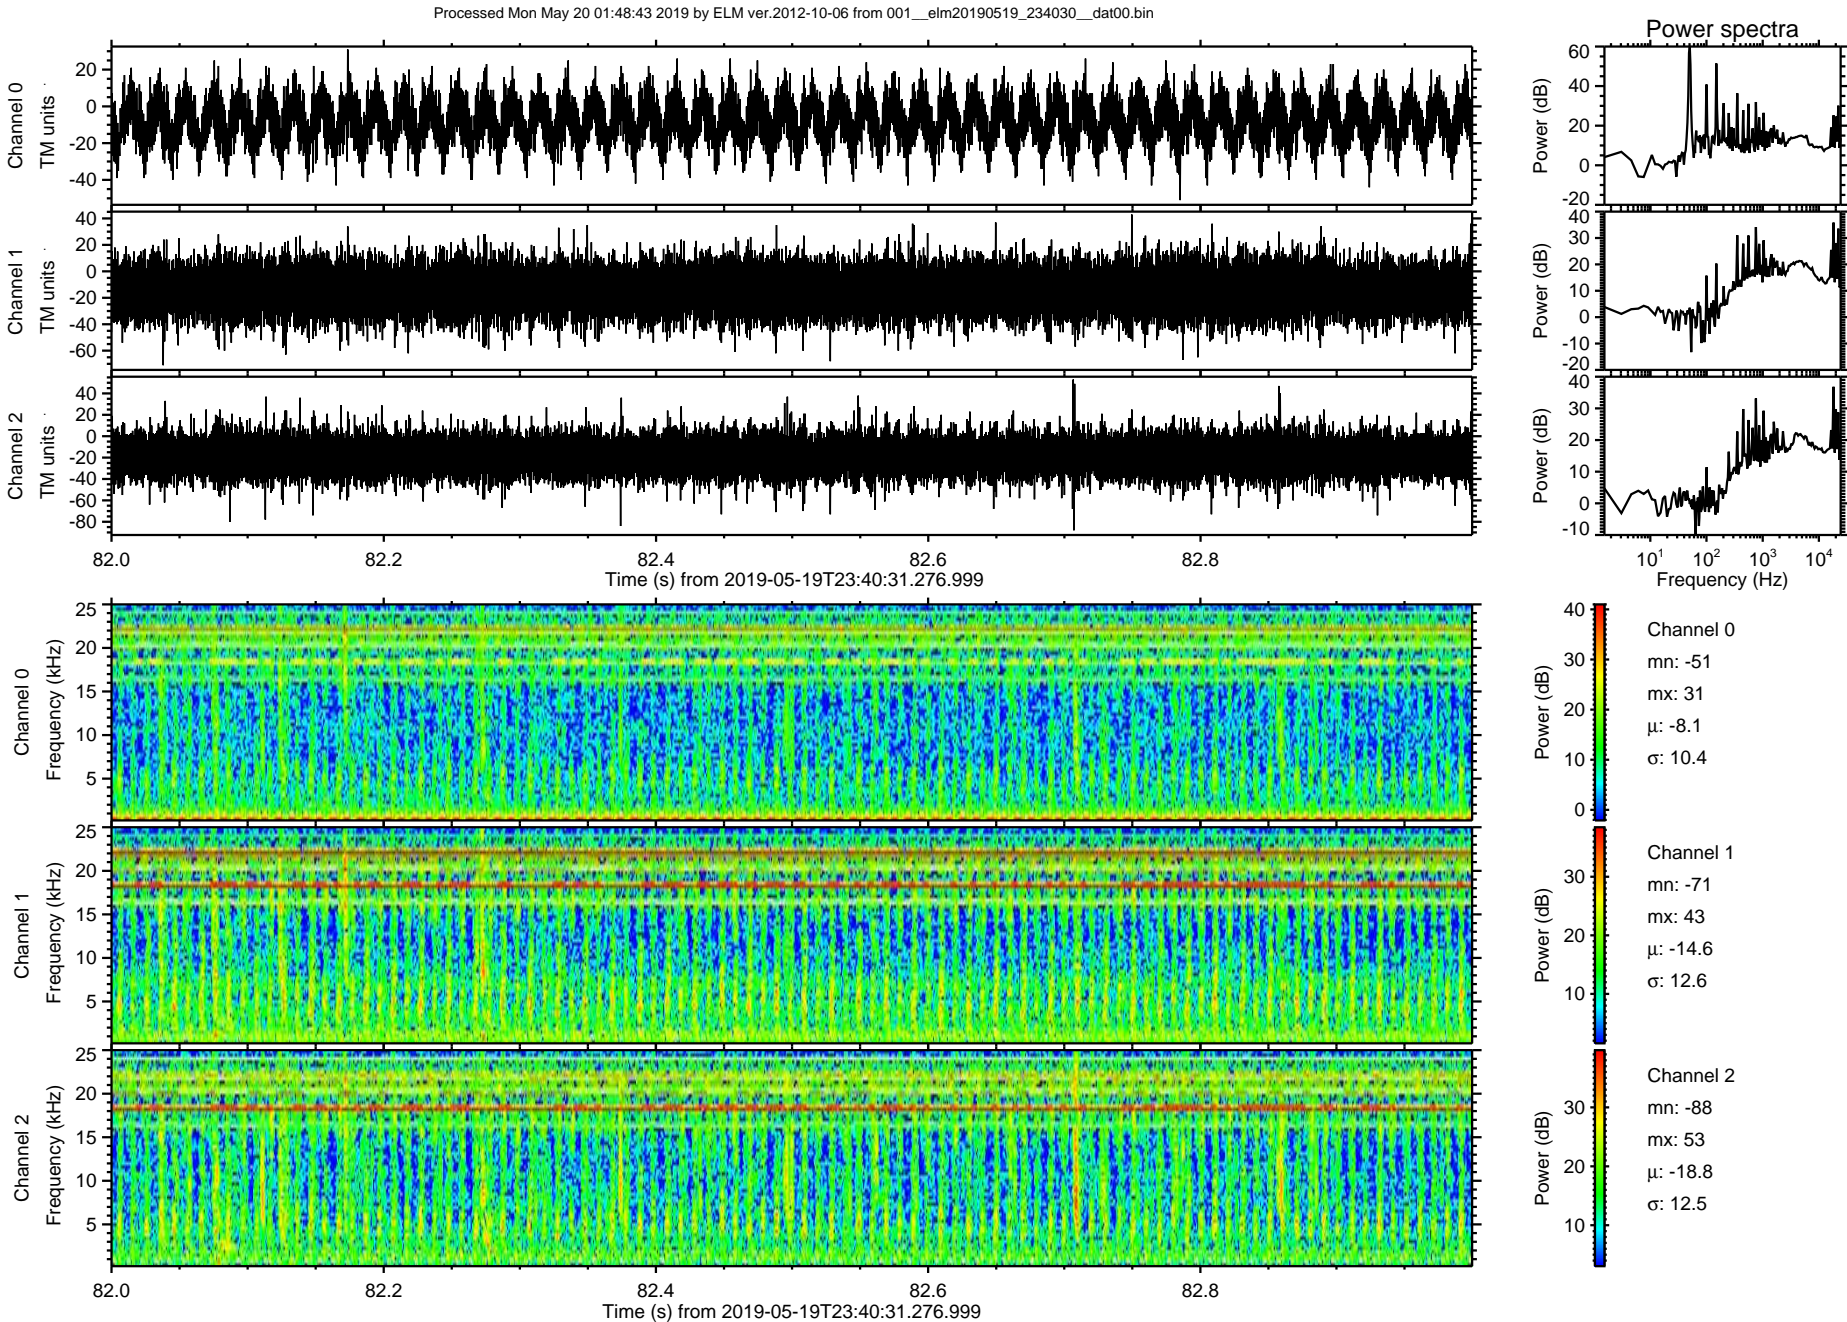 Processed Mon May 20 01:48:43 2019 by ELM ver.2012-10-06 from 001__elm20190519_234030__dat00.bin
Power spectra
Channel 0
TM units
20
0
-20
-40
Power (dB)
60
40
20
0
-20
Channel 1
TM units
40
20
0
-20
-40
-60
Power (dB)
40
30
20
10
0
-10
-20
Channel 2
TM units
40
20
0
-20
-40
-60
-80
Power (dB)
40
30
20
10
0
-10
82.0 82.2 82.4 82.6 82.8
Time (s) from 2019-05-19T23:40:31.276.999
10^1 10^2 10^3 10^4
Frequency (Hz)
Channel 0
Frequency (kHz)
25
20
15
10
5
Power (dB)
40
30
20
10
0
Channel 0
mn: -51
mx: 31
μ: -8.1
σ: 10.4
Channel 1
Frequency (kHz)
25
20
15
10
5
Power (dB)
30
20
10
Channel 1
mn: -71
mx: 43
μ: -14.6
σ: 12.6
Channel 2
Frequency (kHz)
25
20
15
10
5
Power (dB)
30
20
10
Channel 2
mn: -88
mx: 53
μ: -18.8
σ: 12.5
82.0 82.2 82.4 82.6 82.8
Time (s) from 2019-05-19T23:40:31.276.999